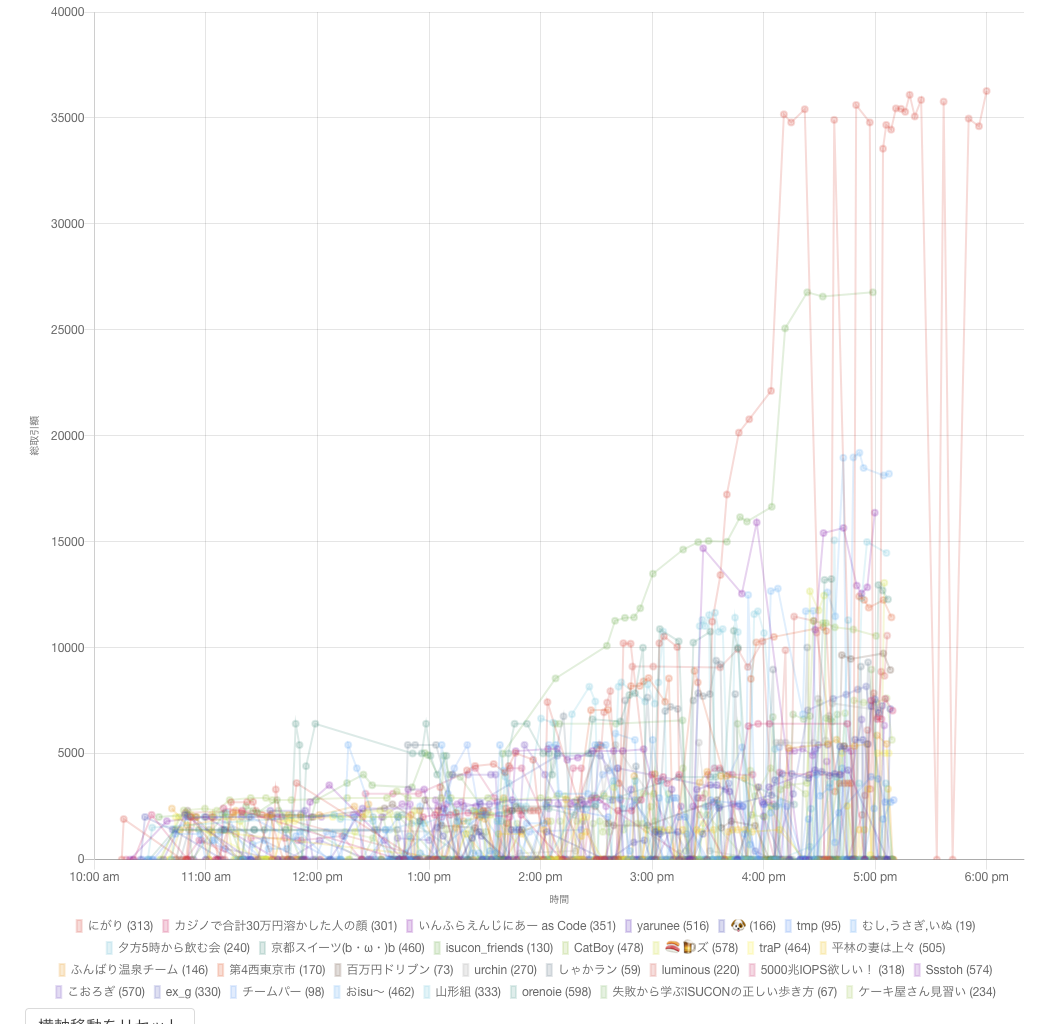 40000
35000
30000
25000
20000
15000
10000
5000
0
総取引額
10:00 am 11:00 am 12:00 pm 1:00 pm 2:00 pm 3:00 pm 4:00 pm 5:00 pm 6:00 pm
時間
にがり (313) カジノで合計30万円溶かした人の顔 (301) いんふらえんじにあー as Code (351) yarunee (516) 🐶 (166) tmp (95) むし,うさぎ,いぬ (19)
夕方5時から飲む会 (240) 京都スイーツ(b・ω・)b (460) isucon_friends (130) CatBoy (478) 🌭🍺ズ (578) traP (464) 平林の妻は上々 (505)
ふんばり温泉チーム (146) 第4西東京市 (170) 百万円ドリブン (73) urchin (270) しゃかラン (59) luminous (220) 5000兆IOPS欲しい！ (318) Ssstoh (574)
こおろぎ (570) ex_g (330) チームバー (98) おisu〜 (462) 山形組 (333) orenoie (598) 失敗から学ぶISUCONの正しい歩き方 (67) ケーキ屋さん見習い (234)
横軸移動をリセット